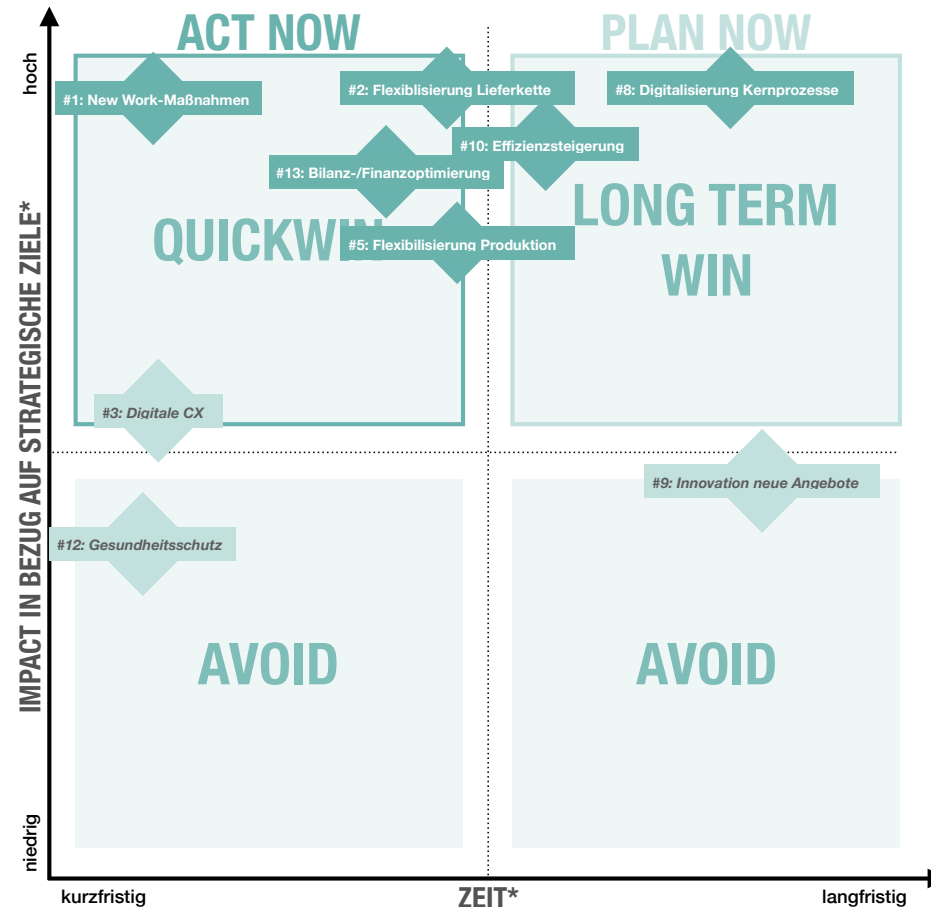 ACT NOW
PLAN NOW
hoch
#1: New Work-Maßnahmen
#2: Flexiblisierung Lieferkette
#8: Digitalisierung Kernprozesse
#10: Effizienzsteigerung
#13: Bilanz-/Finanzoptimierung
QUICKWIN
LONG TERM
WIN
#5: Flexibilisierung Produktion
IMPACT IN BEZUG AUF STRATEGISCHE ZIELE*
#3: Digitale CX
#9: Innovation neue Angebote
#12: Gesundheitsschutz
AVOID
AVOID
niedrig
kurzfristig
ZEIT*
langfristig